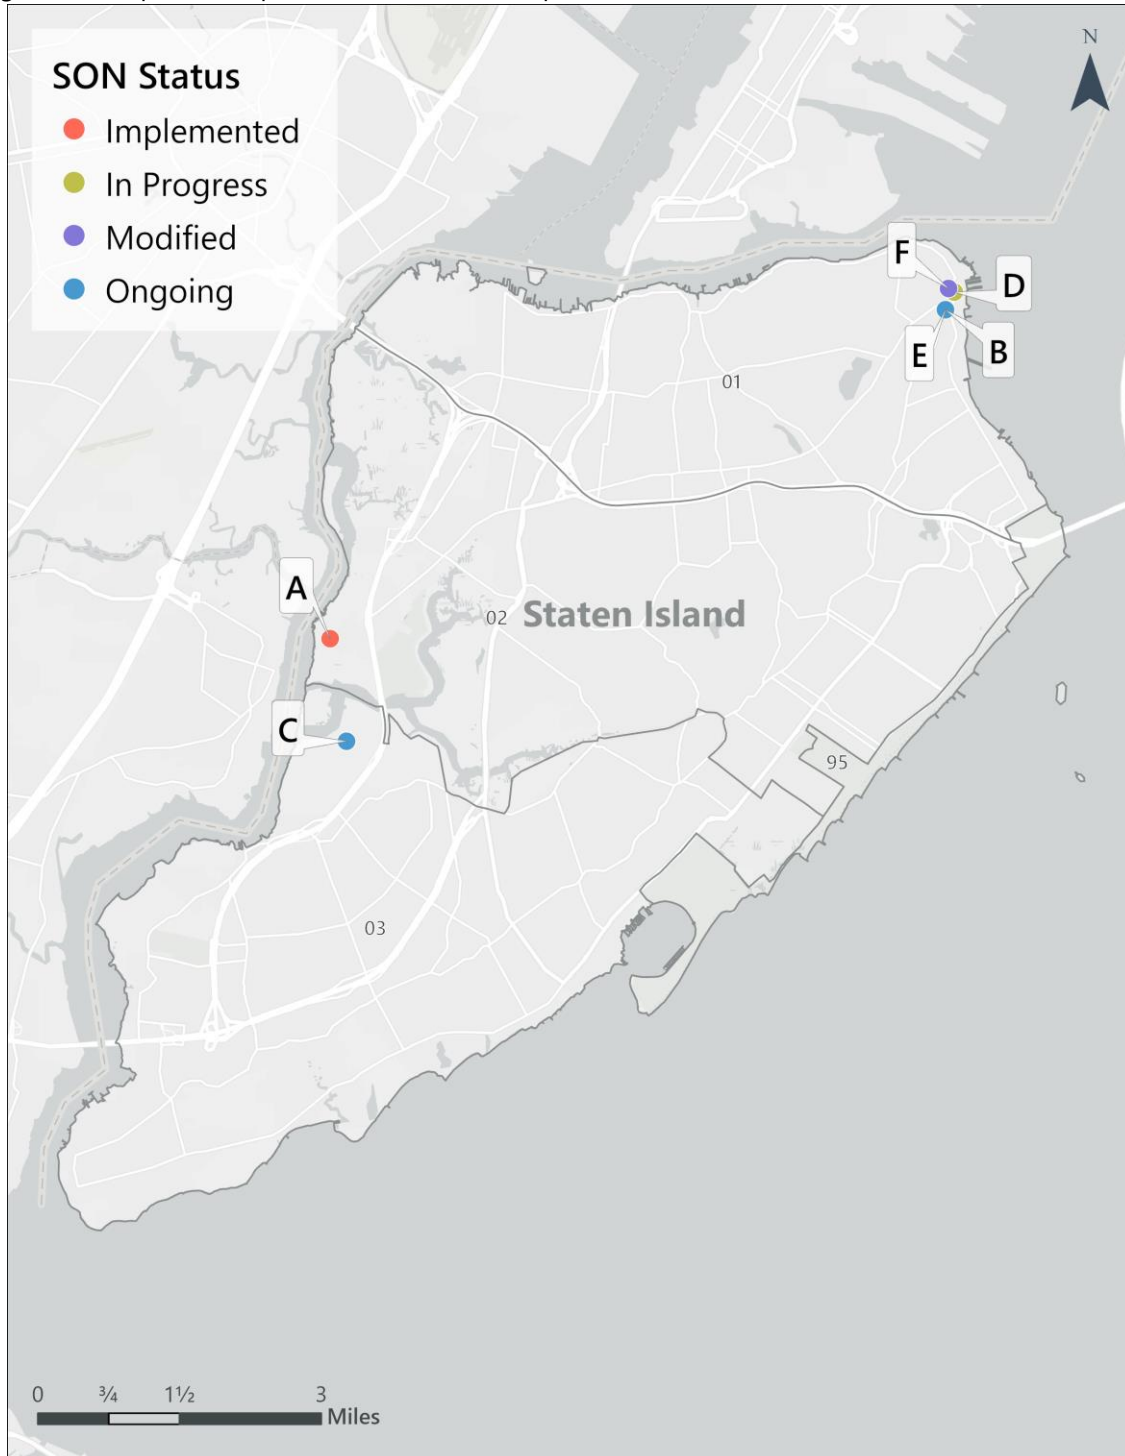 SON Status
Implemented
In Progress
Modified
Ongoing
N
F
D
E
B
01
A
02
Staten Island
C
95
03
0 ¾ 1½ 3
Miles